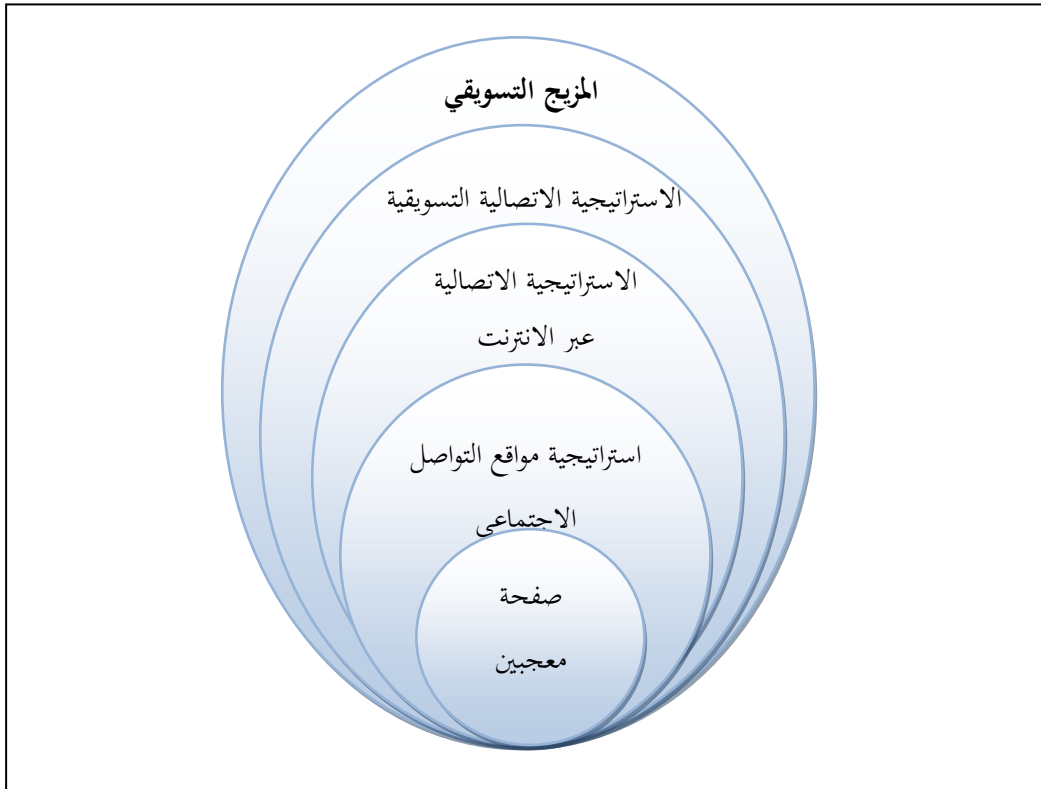 المزيج التسويقي
الاستراتيجية الاتصالية التسويقية
الاستراتيجية الاتصالية
عبر الانترنت
استراتيجية مواقع التواصل
الاجتماعي
صفحة
معجبين